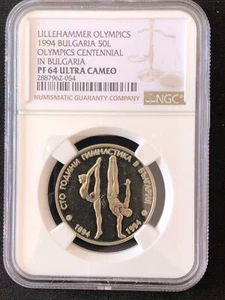 LILLEHAMMER OLYMPICS
1994 BULGARIA 50L
OLYMPICS CENTENNIAL
IN BULGARIA
PF 64 ULTRA CAMEO
2887962-054
NUMISMATIC GUARANTY COMPANY
NGC
СТО ГОДИНИ ГИМНАСТИКА В БЪЛГАРИЯ
1894 1994